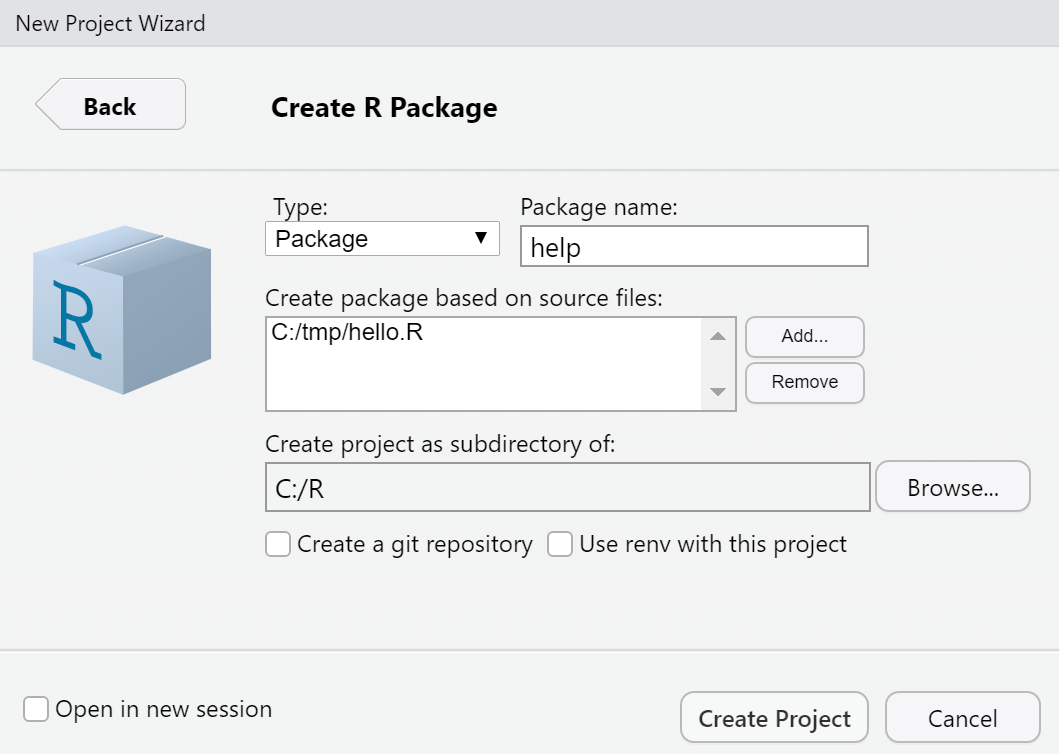 New Project Wizard
Back
Create R Package
R
Type:
Package
Package name:
help
Create package based on source files:
C:/tmp/hello.R
Add...
Remove
Create project as subdirectory of:
C:/R
Browse...
Create a git repository
Use renv with this project
Open in new session
Create Project
Cancel